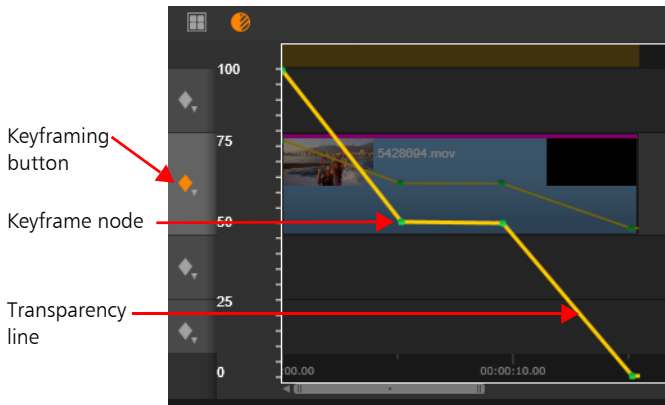 100
Keyframing
button
75
5428694.mov
Keyframe node
50
Transparency
line
25
0
:00.00
00:00:10.00